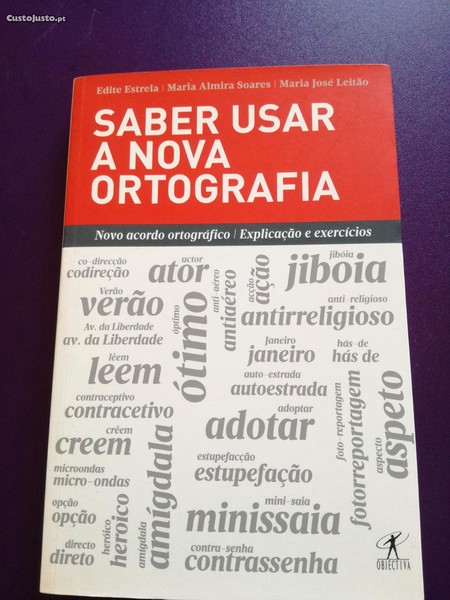 CustoJusto.pt
Edite Estrela | Maria Almira Soares | Maria José Leitão
SABER USAR
A NOVA
ORTOGRAFIA
Novo acordo ortográfico | Explicação e exercícios
co-direcção
codireção
actor
ator
anti-aéreo
antiaéreo
acção
ação
jibóia
jiboia
Verão
verão
óptimo
ótimo
anti-religioso
antirreligioso
Av. da Liberdade
av. da Liberdade
Janeiro
janeiro
hás-de
hás de
lêem
leem
auto-estrada
autoestrada
contraceptivo
contracetivo
adoptar
adotar
foto-reportagem
fotorreportagem
aspecto
aspeto
crêem
creem
amígdala
amígdala
estupefacção
estupefação
microondas
micro-ondas
opção
opção
heróico
heroico
mini-saia
minissaia
directo
direto
contra-senha
contrassenha
OBJECTIVA